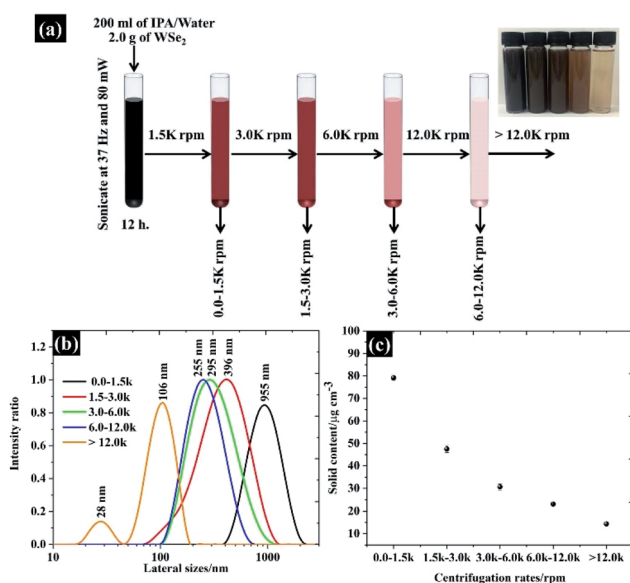 (a)
200 ml of IPA/Water
2.0 g of WSe₂
Sonicate at 37 Hz and 80 mW
12 h.
1.5K rpm
3.0K rpm
6.0K rpm
12.0K rpm
> 12.0K rpm
0.0-1.5K rpm
1.5-3.0K rpm
3.0-6.0K rpm
6.0-12.0K rpm
(b)
Intensity ratio
1.2
1.0
0.8
0.6
0.4
0.2
0.0
0.0-1.5k
1.5-3.0k
3.0-6.0k
6.0-12.0k
> 12.0k
28 nm
106 nm
255 nm
295 nm
396 nm
955 nm
10
100
1000
Lateral sizes/nm
(c)
Solid content/µg cm-3
100
90
80
70
60
50
40
30
20
10
0
0.0-1.5k
1.5k-3.0k
3.0k-6.0k
6.0k-12.0k
>12.0k
Centrifugation rates/rpm